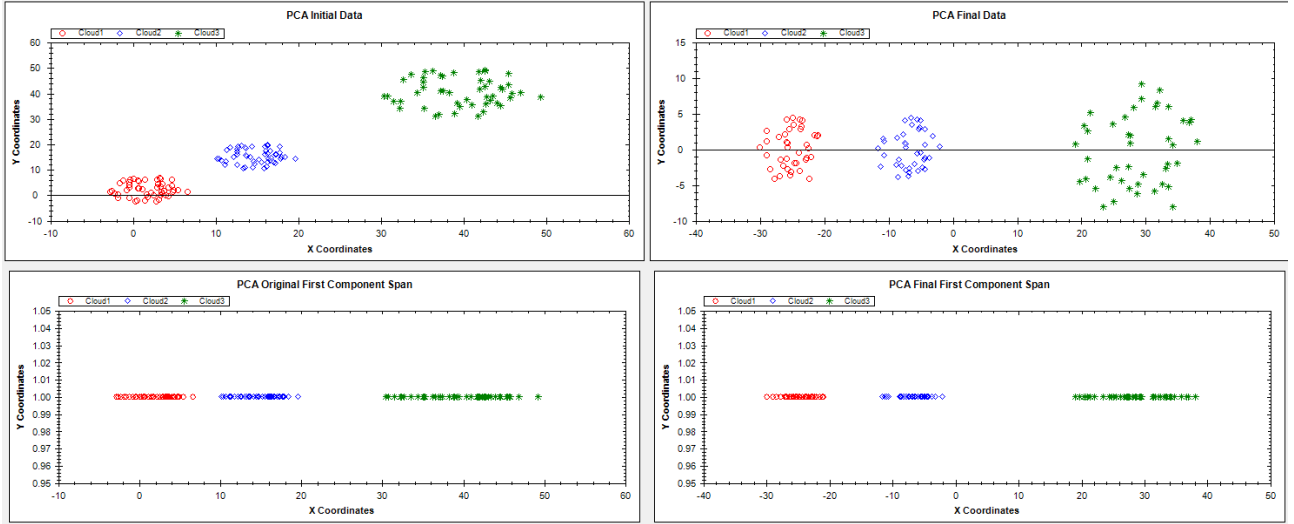 PCA Initial Data
Cloud1 Cloud2 Cloud3
60
50
40
30
20
10
0
-10
Y Coordinates
-10 0 10 20 30 40 50 60
X Coordinates
PCA Final Data
Cloud1 Cloud2 Cloud3
15
10
5
0
-5
-10
Y Coordinates
-40 -30 -20 -10 0 10 20 30 40 50
X Coordinates
PCA Original First Component Span
Cloud1 Cloud2 Cloud3
1.05
1.04
1.03
1.02
1.01
1.00
0.99
0.98
0.97
0.96
0.95
Y Coordinates
-10 0 10 20 30 40 50 60
X Coordinates
PCA Final First Component Span
Cloud1 Cloud2 Cloud3
1.05
1.04
1.03
1.02
1.01
1.00
0.99
0.98
0.97
0.96
0.95
Y Coordinates
-40 -30 -20 -10 0 10 20 30 40 50
X Coordinates